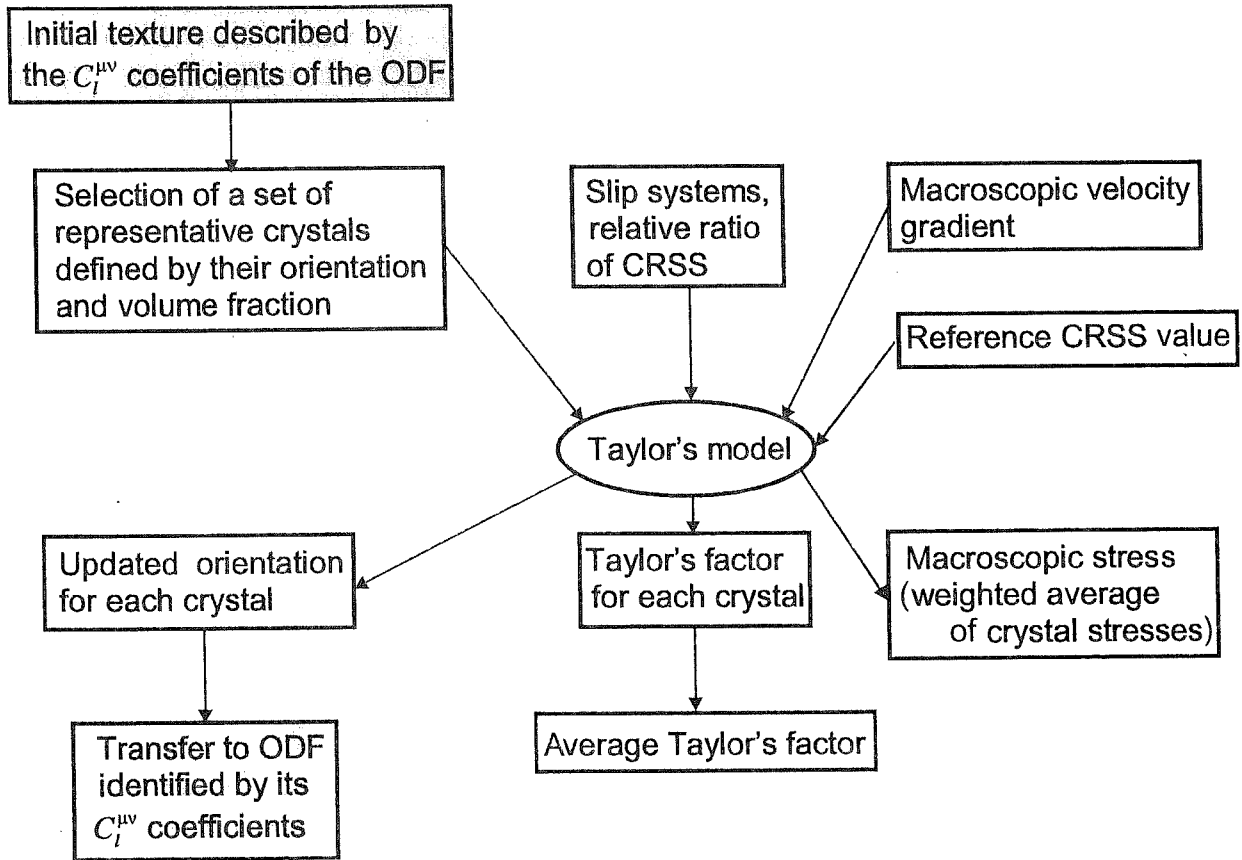 Initial texture described by
the $C_l^{\mu\nu}$ coefficients of the ODF
Selection of a set of
representative crystals
defined by their orientation
and volume fraction
Slip systems,
relative ratio
of CRSS
Macroscopic velocity
gradient
Reference CRSS value
Taylor's model
Updated orientation
for each crystal
Taylor's factor
for each crystal
Macroscopic stress
(weighted average
of crystal stresses)
Transfer to ODF
identified by its
$C_l^{\mu\nu}$ coefficients
Average Taylor's factor